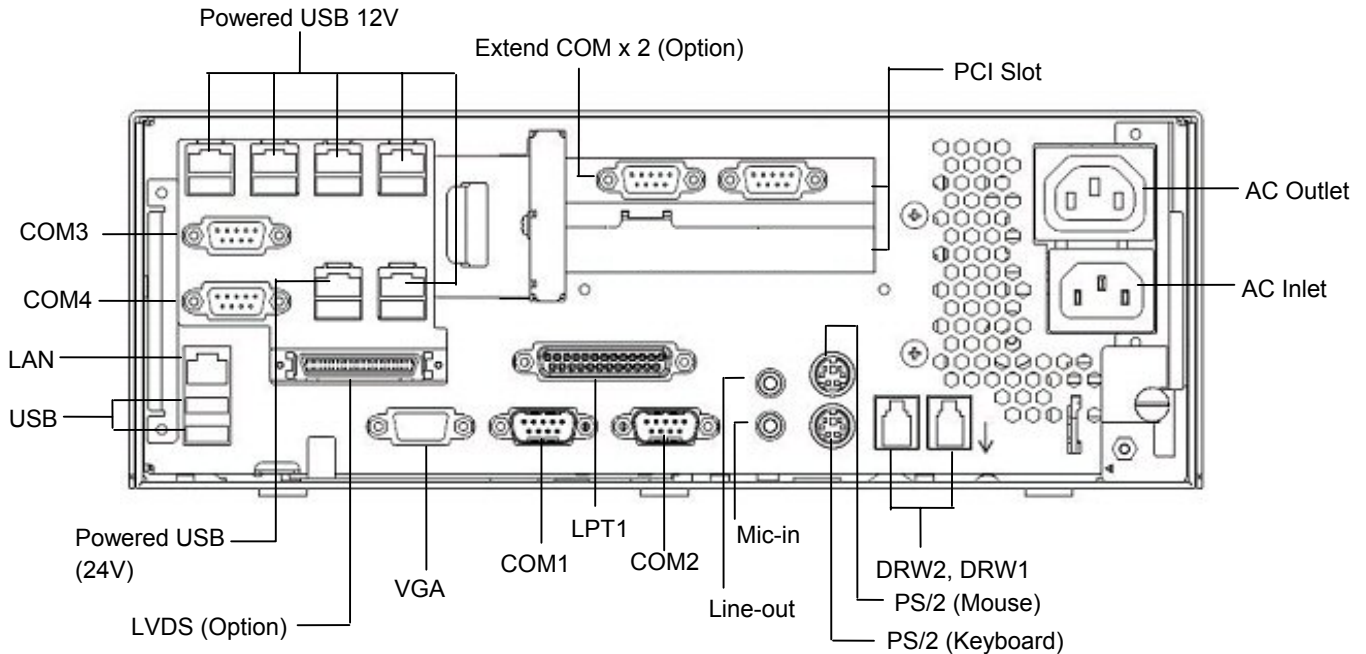 Powered USB 12V
Extend COM x 2 (Option)
PCI Slot
AC Outlet
COM3
COM4
AC Inlet
LAN
USB
Powered USB
(24V)
LVDS (Option)
VGA
COM1
LPT1
COM2
Mic-in
Line-out
DRW2, DRW1
PS/2 (Mouse)
PS/2 (Keyboard)